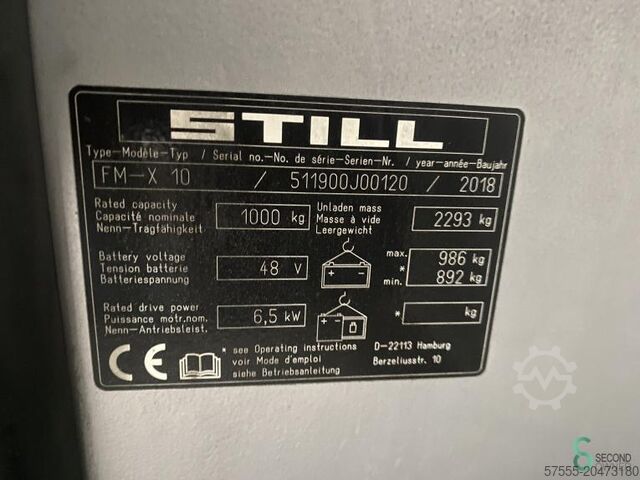 STILL
Type-Modèle-Typ / Serial no.-No. de série-Serien-Nr. / year-année-Baujahr
FM-X 10 / 511900J00120 / 2018
Rated capacity
Capacité nominale
Nenn-Tragfähigkeit
1000 kg
Unladen mass
Masse à vide
Leergewicht
2293 kg
Battery voltage
Tension batterie
Batteriespannung
48 V
max. 986 kg
*
min. 892 kg
Rated drive power
Puissance motr.nom.
Nenn-Antriebsleist.
6,5 kW
* kg
CE
* see Operating instructions
voir Mode d'emploi
siehe Betriebsanleitung
D-22113 Hamburg
Berzeliusstr. 10
SECOND
57555-20473180